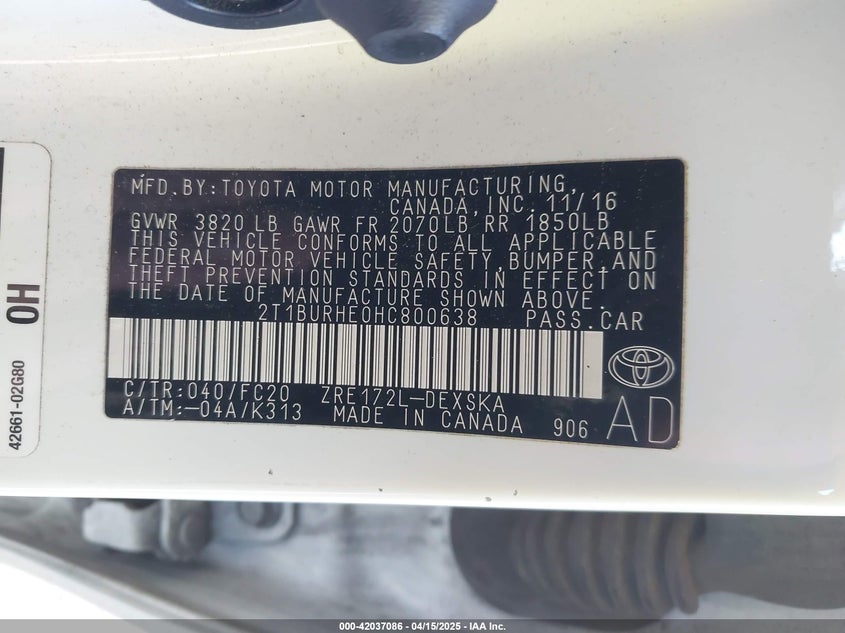 MFD.BY:TOYOTA MOTOR MANUFACTURING,
CANADA, INC. 11/16
GVWR 3820 LB GAWR FR 2070LB RR 1850LB
THIS VEHICLE CONFORMS TO ALL APPLICABLE
FEDERAL MOTOR VEHICLE SAFETY,BUMPER,AND
THEFT PREVENTION STANDARDS IN EFFECT ON
THE DATE OF MANUFACTURE SHOWN ABOVE.
2T1BURHE0HC800638 PASS.CAR
C/TR:040/FC20 ZRE172L-DEXSKA
A/TM:-04A/K313 MADE IN CANADA 906 AD
42661-02G80 0H
000-42037086 - 04/15/2025 - IAA Inc.